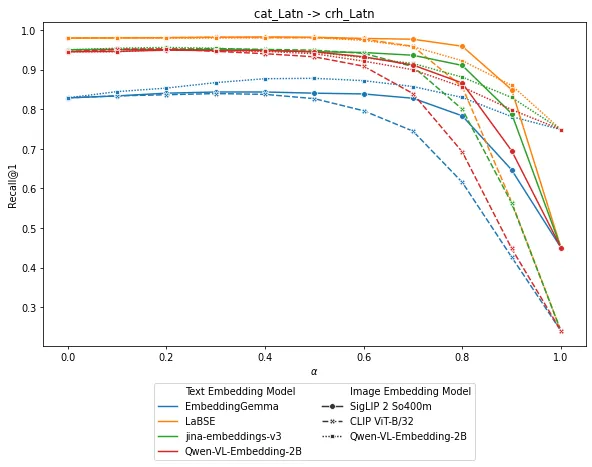 cat_Latn -> crh_Latn
1.0
0.9
0.8
0.7
0.6
0.5
0.4
0.3
Recall@1
0.0 0.2 0.4 0.6 0.8 1.0
α
Text Embedding Model Image Embedding Model
EmbeddingGemma SigLIP 2 So400m
LaBSE CLIP ViT-B/32
jina-embeddings-v3 Qwen-VL-Embedding-2B
Qwen-VL-Embedding-2B